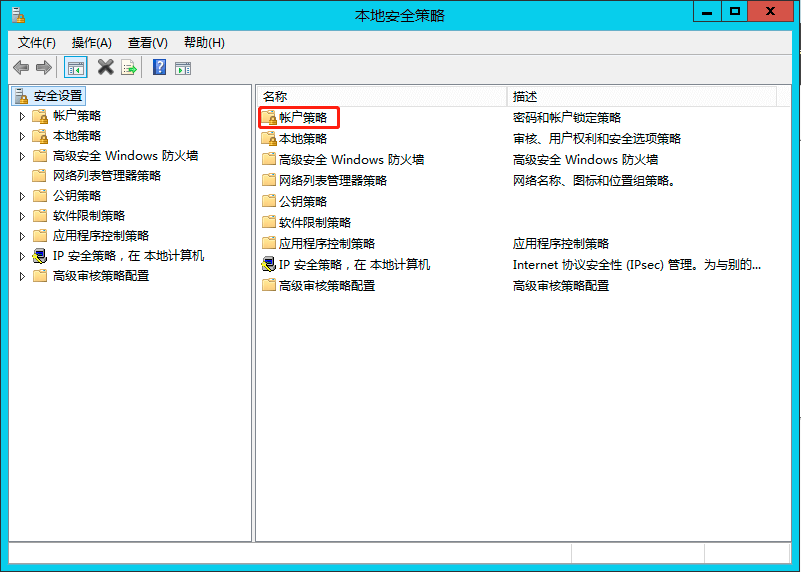 本地安全策略
文件(F) 操作(A) 查看(V) 帮助(H)
安全设置
帐户策略
本地策略
高级安全 Windows 防火墙
网络列表管理器策略
公钥策略
软件限制策略
应用程序控制策略
IP 安全策略，在 本地计算机
高级审核策略配置
名称 描述
帐户策略 密码和帐户锁定策略
本地策略 审核、用户权利和安全选项策略
高级安全 Windows 防火墙 高级安全 Windows 防火墙
网络列表管理器策略 网络名称、图标和位置组策略。
公钥策略
软件限制策略
应用程序控制策略 应用程序控制策略
IP 安全策略，在 本地计算机 Internet 协议安全性 (IPsec) 管理。为与别的...
高级审核策略配置 高级审核策略配置